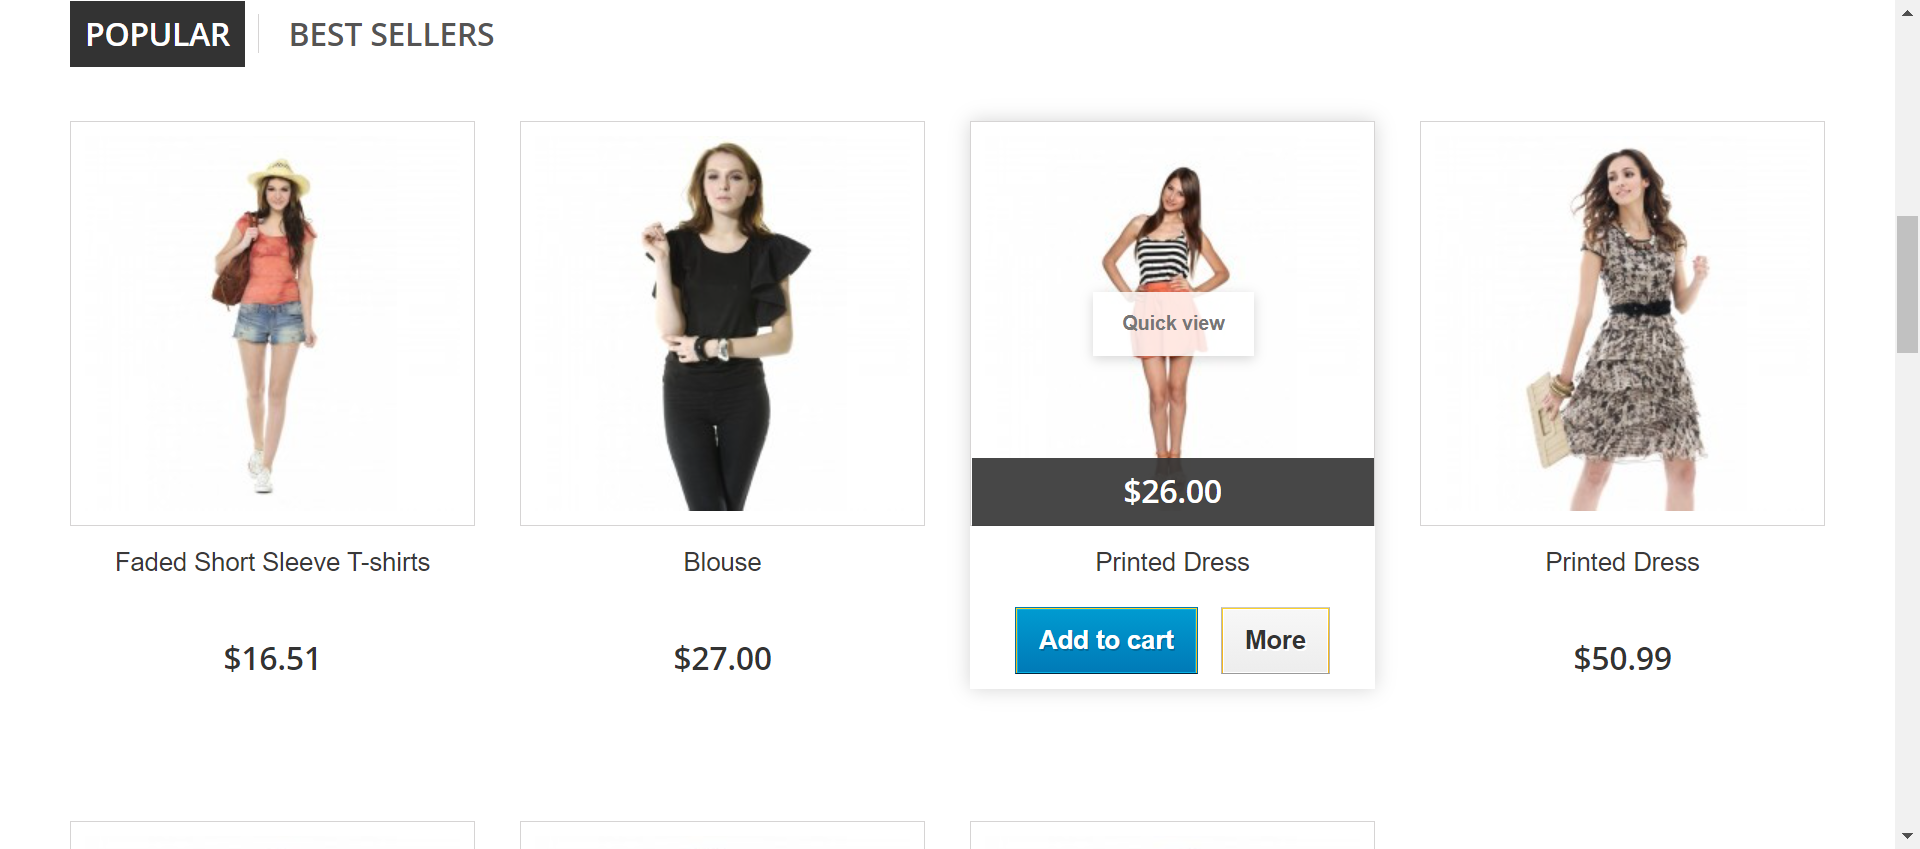 POPULAR
BEST SELLERS
Quick view
$26.00
Faded Short Sleeve T-shirts
Blouse
Printed Dress
Printed Dress
$16.51
$27.00
Add to cart
More
$50.99